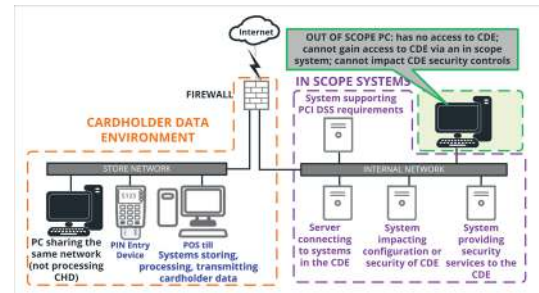 Internet
OUT OF SCOPE PC: has no access to CDE;
cannot gain access to CDE via an in scope
system; cannot impact CDE security controls
FIREWALL
IN SCOPE SYSTEMS
System supporting
PCI DSS requirements
CARDHOLDER DATA
ENVIRONMENT
STORE NETWORK
INTERNAL NETWORK
PC sharing the
same network
(not processing
CHD)
PIN Entry
Device
POS till
Systems storing,
processing, transmitting
cardholder data
Server
connecting
to systems
in the CDE
System
impacting
configuration or
security of CDE
System
providing
security
services to the
CDE